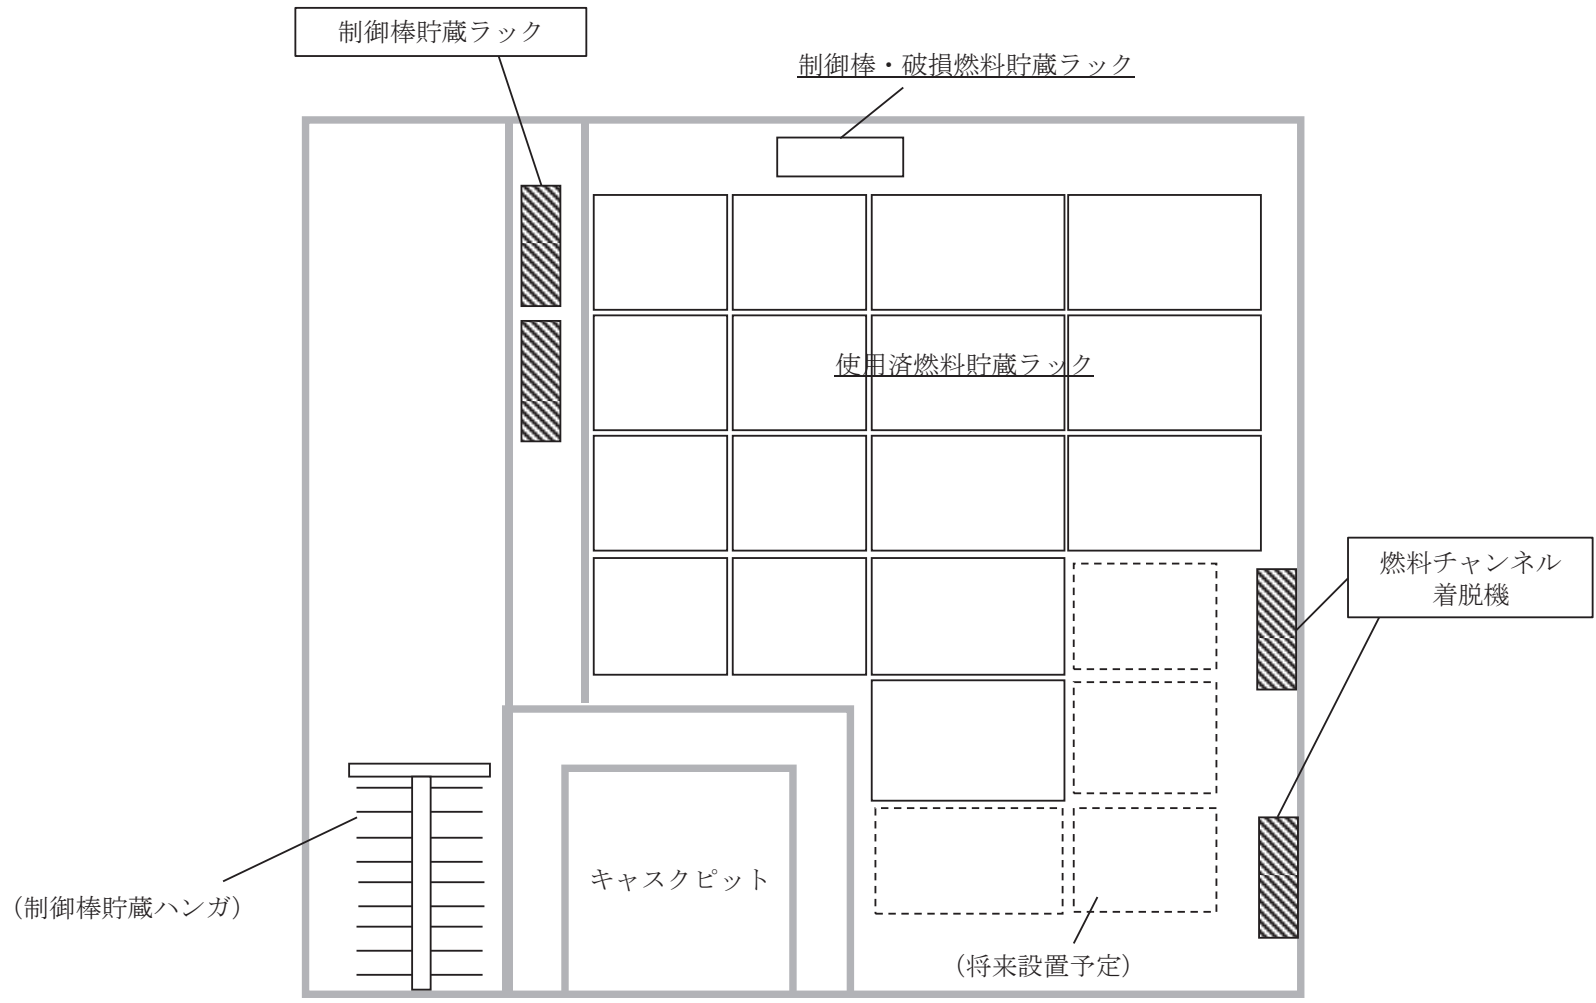 制御棒貯蔵ラック
制御棒・破損燃料貯蔵ラック
使用済燃料貯蔵ラック
燃料チャンネル
着脱機
キャスクピット
（制御棒貯蔵ハンガ）
（将来設置予定）